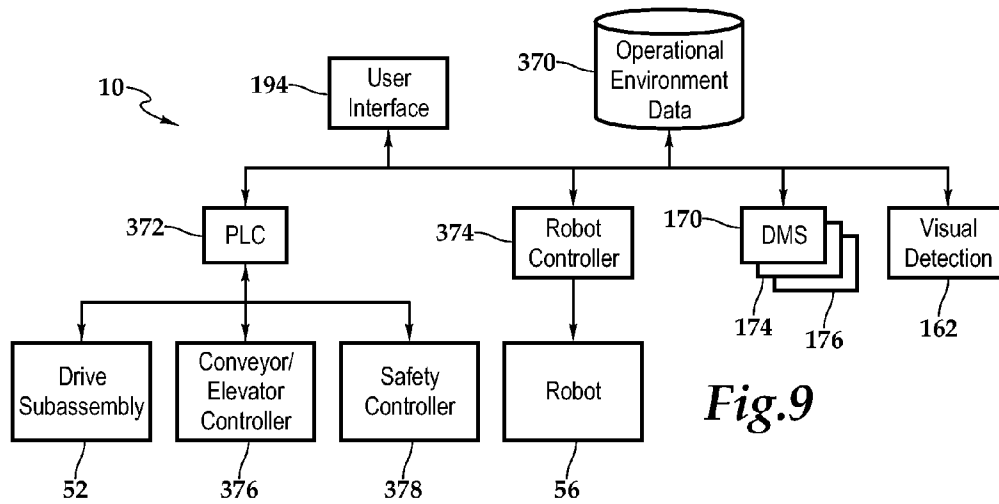 10
194
User
Interface
370
Operational
Environment
Data
372
PLC
374
Robot
Controller
170
DMS
174
176
Visual
Detection
162
Drive
Subassembly
52
Conveyor/
Elevator
Controller
376
Safety
Controller
378
Robot
56
Fig.9